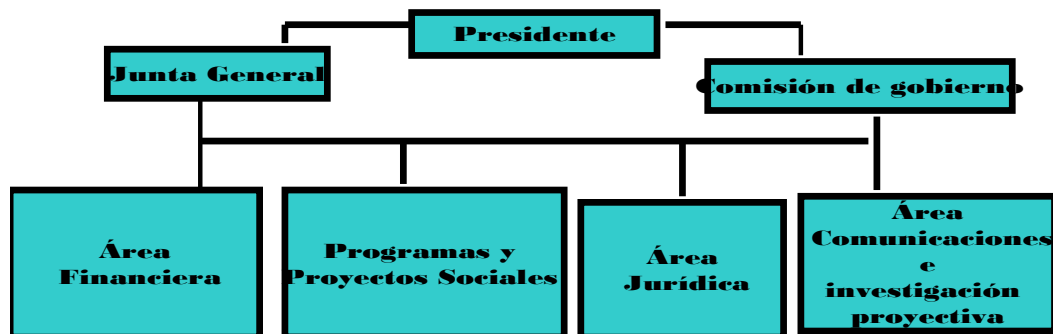 Presidente
Junta General
Comisión de gobierno
Área
Financiera
Programas y
Proyectos Sociales
Área
Jurídica
Área
Comunicaciones
e
investigación
proyectiva